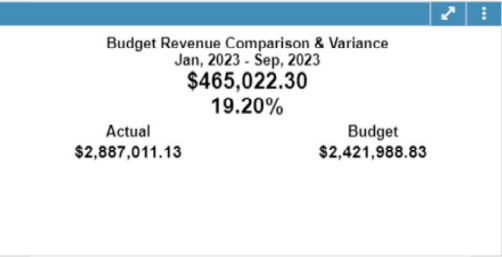 Budget Revenue Comparison & Variance
Jan, 2023 - Sep, 2023
$465,022.30
19.20%
Actual Budget
$2,887,011.13 $2,421,988.83